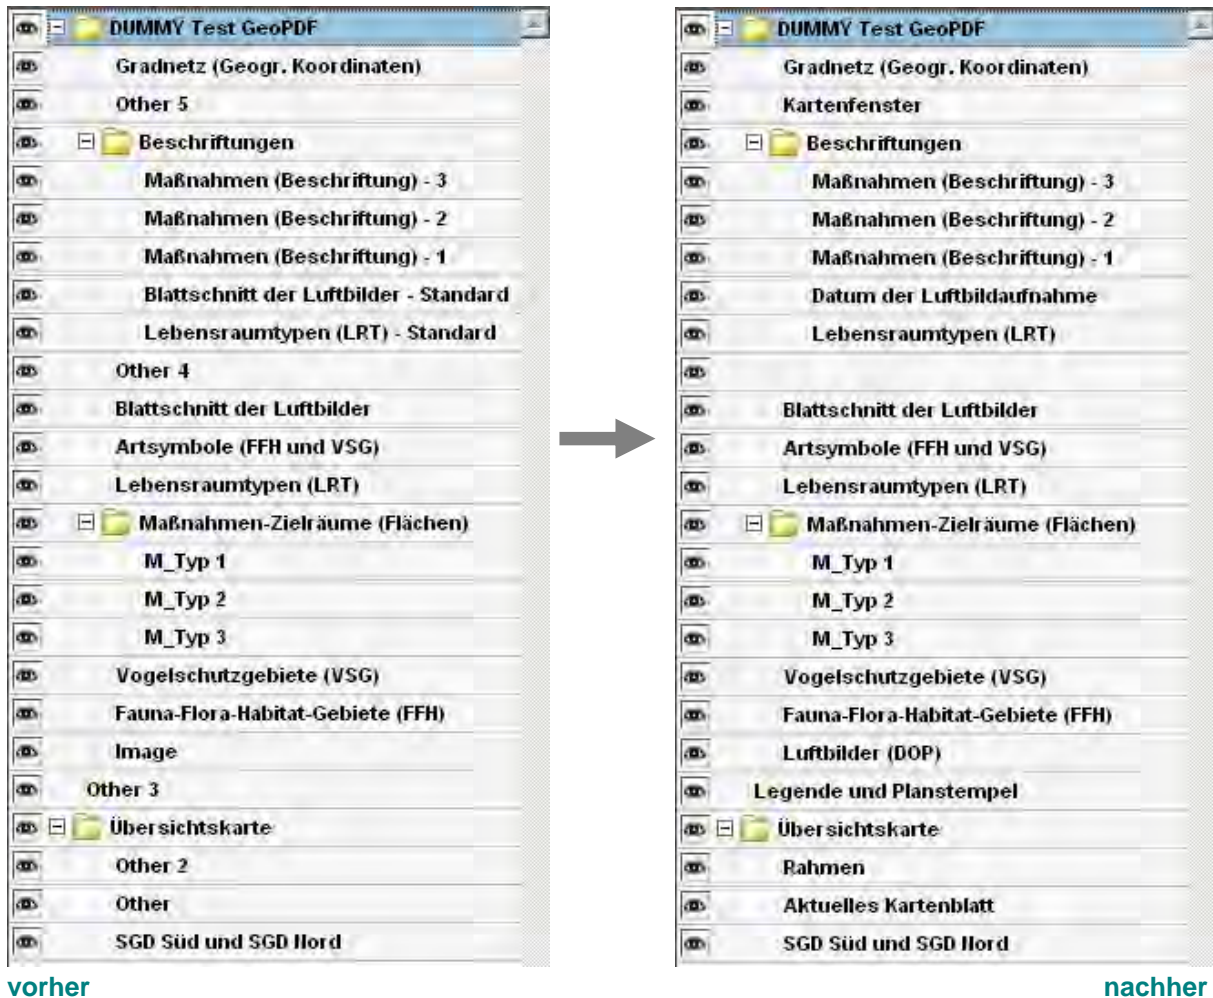 DUMMY Test GeoPDF
Gradnetz (Geogr. Koordinaten)
Other 5
Beschriftungen
Maßnahmen (Beschriftung) - 3
Maßnahmen (Beschriftung) - 2
Maßnahmen (Beschriftung) - 1
Blattschnitt der Luftbilder - Standard
Lebensraumtypen (LRT) - Standard
Other 4
Blattschnitt der Luftbilder
Artsymbole (FFH und VSG)
Lebensraumtypen (LRT)
Maßnahmen-Zielräume (Flächen)
M_Typ 1
M_Typ 2
M_Typ 3
Vogelschutzgebiete (VSG)
Fauna-Flora-Habitat-Gebiete (FFH)
Image
Other 3
Übersichtskarte
Other 2
Other
SGD Süd und SGD Nord
vorher
DUMMY Test GeoPDF
Gradnetz (Geogr. Koordinaten)
Kartenfenster
Beschriftungen
Maßnahmen (Beschriftung) - 3
Maßnahmen (Beschriftung) - 2
Maßnahmen (Beschriftung) - 1
Datum der Luftbildaufnahme
Lebensraumtypen (LRT)
Blattschnitt der Luftbilder
Artsymbole (FFH und VSG)
Lebensraumtypen (LRT)
Maßnahmen-Zielräume (Flächen)
M_Typ 1
M_Typ 2
M_Typ 3
Vogelschutzgebiete (VSG)
Fauna-Flora-Habitat-Gebiete (FFH)
Luftbilder (DOP)
Legende und Planstempel
Übersichtskarte
Rahmen
Aktuelles Kartenblatt
SGD Süd und SGD Nord
nachher